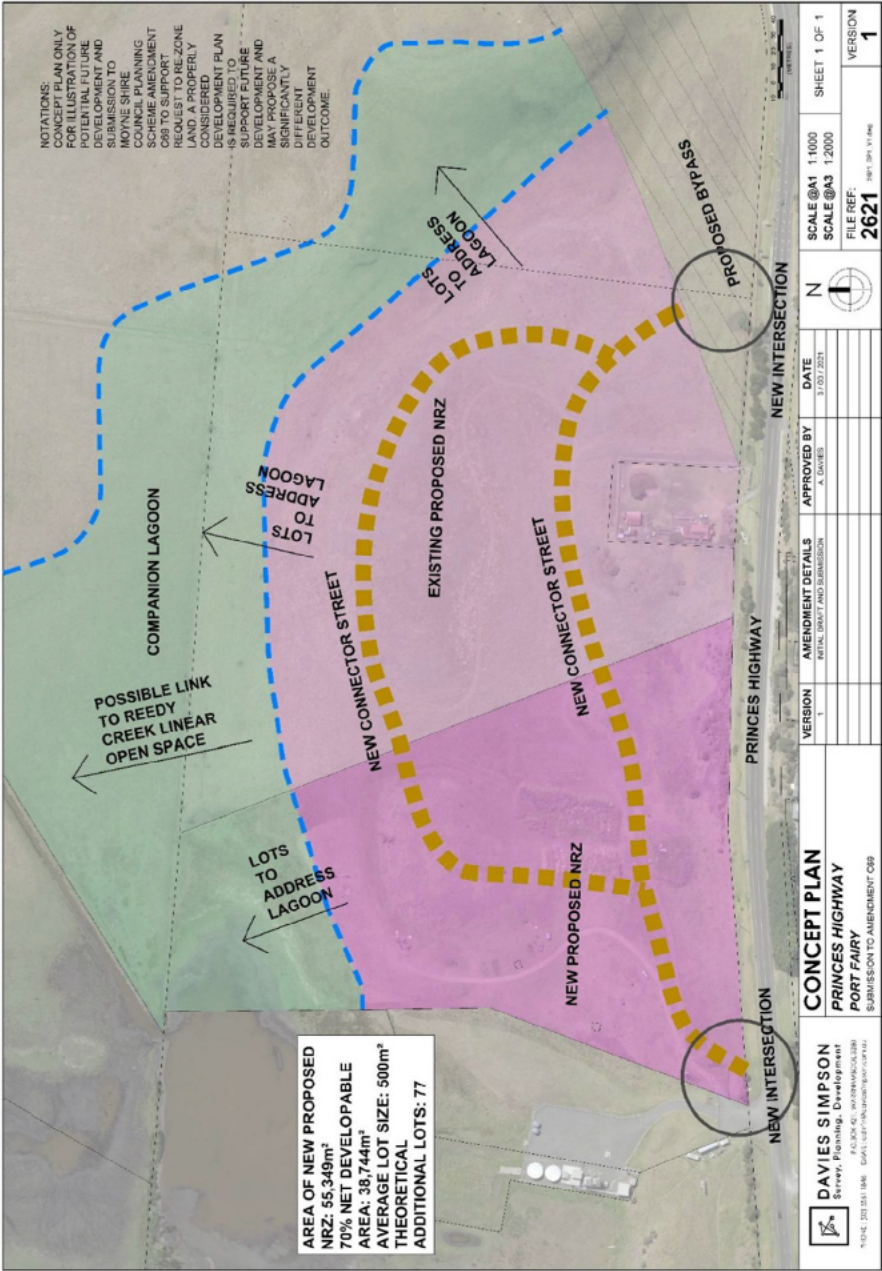 NOTATIONS:
CONCEPT PLAN ONLY
FOR ILLUSTRATION OF
POTENTIAL FUTURE
DEVELOPMENT AND
SUBMISSION TO
MOYNE SHIRE
COUNCIL PLANNING
SCHEME AMENDMENT
C69 TO SUPPORT
REQUEST TO RE-ZONE
LAND. A PROPERLY
CONSIDERED
DEVELOPMENT PLAN
IS REQUIRED TO
SUPPORT FUTURE
DEVELOPMENT AND
MAY PROPOSE A
SIGNIFICANTLY
DIFFERENT
DEVELOPMENT
OUTCOME.
COMPANION LAGOON
POSSIBLE LINK
TO REEDY
CREEK LINEAR
OPEN SPACE
LOTS
TO
ADDRESS
LAGOON
LOTS
TO
ADDRESS
LAGOON
LOTS
TO
ADDRESS
LAGOON
NEW CONNECTOR STREET
EXISTING PROPOSED NRZ
NEW CONNECTOR STREET
NEW PROPOSED NRZ
PROPOSED BYPASS
NEW INTERSECTION
PRINCES HIGHWAY
NEW INTERSECTION
AREA OF NEW PROPOSED
NRZ: 55,349m²
70% NET DEVELOPABLE
AREA: 38,744m²
AVERAGE LOT SIZE: 500m²
THEORETICAL
ADDITIONAL LOTS: 77
(METRES)
DAVIES SIMPSON
Survey, Planning, Development
CONCEPT PLAN
PRINCES HIGHWAY
PORT FAIRY
SUBMISSION TO AMENDMENT C69
VERSION AMENDMENT DETAILS APPROVED BY DATE
1 INITIAL DRAFT AND SUBMISSION A. DAVIES 3 / 03 / 2021
N
SCALE @A1 1:1000
SCALE @A3 1:2000
SHEET 1 OF 1
FILE REF:
2621
VERSION
1